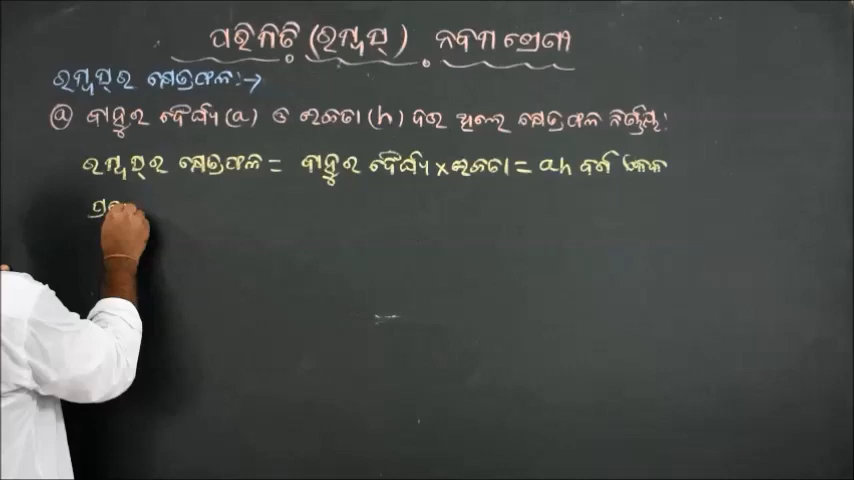 ପରିମିତି (ରମ୍ବସ୍) ନବମ ଶ୍ରେଣୀ
ରମ୍ବସ୍‌ର କ୍ଷେତ୍ରଫଳ:→
ⓐ ବାହୁର ଦୈର୍ଘ୍ୟ (a) ଓ ଉଚ୍ଚତା (h) ଦତ୍ତ ଥିଲେ କ୍ଷେତ୍ରଫଳ ନିର୍ଣ୍ଣୟ:
ରମ୍ବସ୍‌ର କ୍ଷେତ୍ରଫଳ = ବାହୁର ଦୈର୍ଘ୍ୟ × ଉଚ୍ଚତା = ah ବର୍ଗ ଏକକ